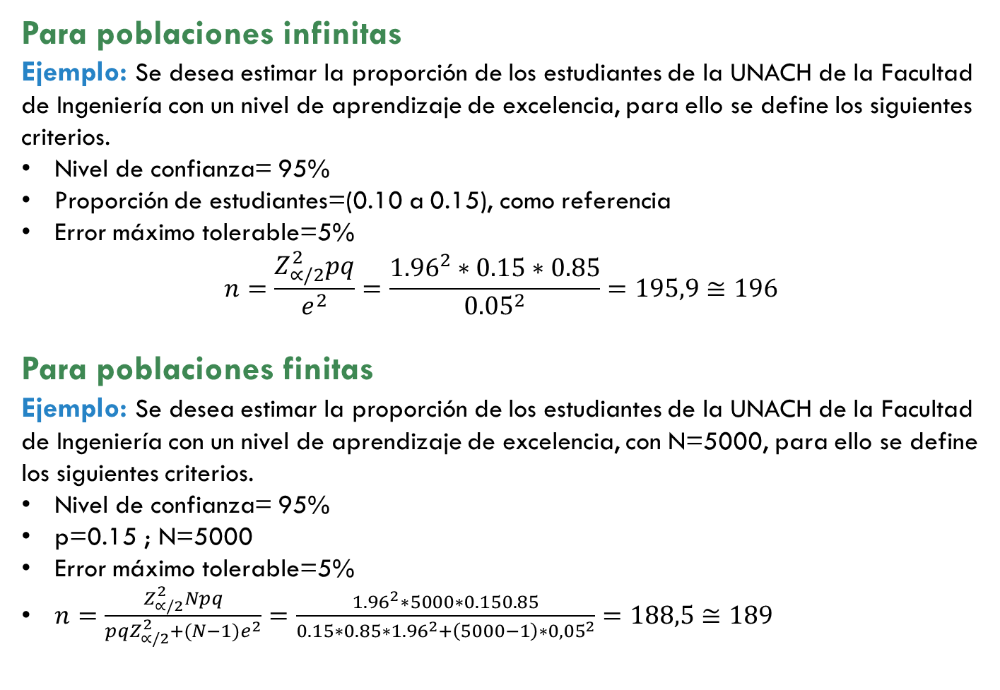 Para poblaciones infinitas
Ejemplo: Se desea estimar la proporción de los estudiantes de la UNACH de la Facultad
de Ingeniería con un nivel de aprendizaje de excelencia, para ello se define los siguientes
criterios.
• Nivel de confianza= 95%
• Proporción de estudiantes=(0.10 a 0.15), como referencia
• Error máximo tolerable=5%
n = \frac{Z_{∝/2}^{2}pq}{e^{2}} = \frac{1.96^{2} * 0.15 * 0.85}{0.05^{2}} = 195,9 ≅ 196
Para poblaciones finitas
Ejemplo: Se desea estimar la proporción de los estudiantes de la UNACH de la Facultad
de Ingeniería con un nivel de aprendizaje de excelencia, con N=5000, para ello se define
los siguientes criterios.
• Nivel de confianza= 95%
• p=0.15 ; N=5000
• Error máximo tolerable=5%
• n = \frac{Z_{∝/2}^{2}Npq}{pqZ_{∝/2}^{2}+(N−1)e^{2}} = \frac{1.96^{2}*5000*0.150.85}{0.15*0.85*1.96^{2}+(5000−1)*0,05^{2}} = 188,5 ≅ 189